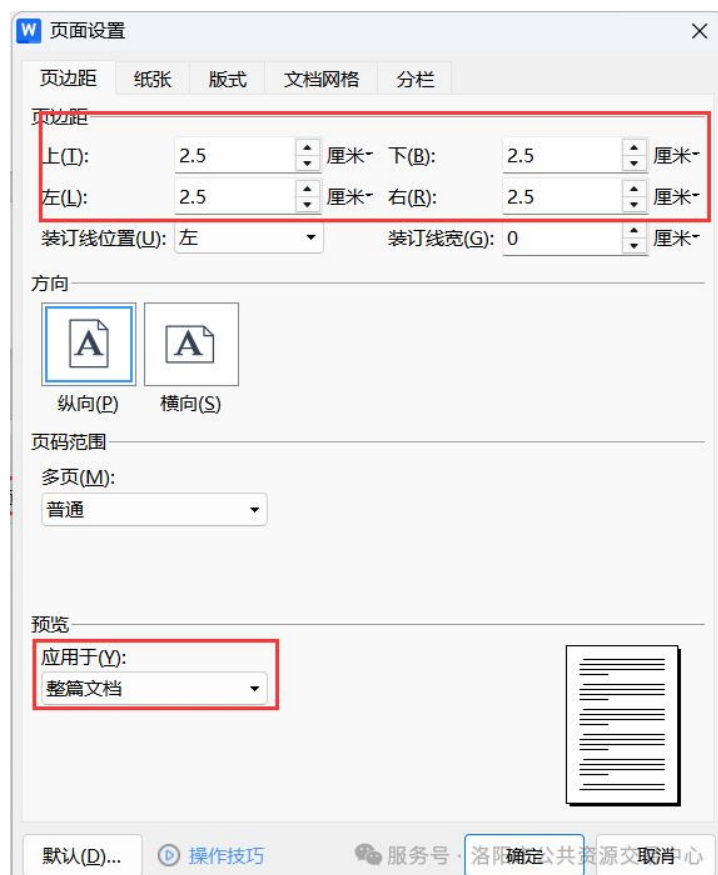 W 页面设置
页边距 纸张 版式 文档网格 分栏
页边距
上(T): 2.5 厘米 下(B): 2.5 厘米
左(L): 2.5 厘米 右(R): 2.5 厘米
装订线位置(U): 左 装订线宽(G): 0 厘米
方向
A A
纵向(P) 横向(S)
页码范围
多页(M):
普通
预览
应用于(Y):
整篇文档
默认(D)... 操作技巧 确定 取消
服务号 · 洛阳 公共资源交 中心